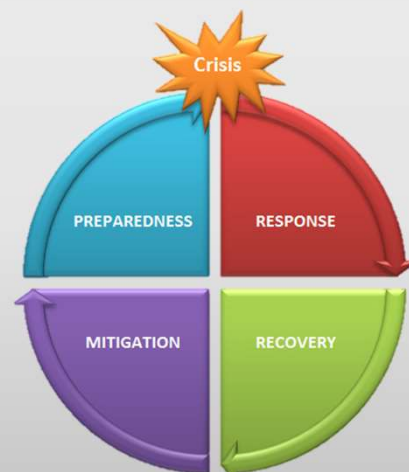 Crisis
PREPAREDNESS
RESPONSE
MITIGATION
RECOVERY